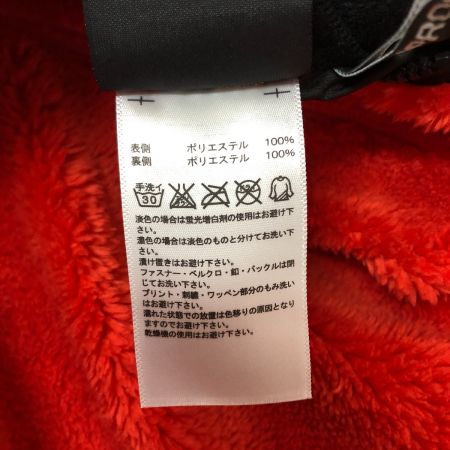 PRO
表側 ポリエステル 100%
裏側 ポリエステル 100%
手洗イ
30
淡色の場合は蛍光増白剤の使用はお避け下
さい。
濃色の場合は淡色のものと分けてお洗い下
さい。
漬け置きはお避け下さい。
ファスナー・ベルクロ・釦・バックルは閉
じてお洗い下さい。
プリント・刺繍・ワッペン部分のもみ洗い
はお避け下さい。
濡れた状態での放置は色移りの原因となり
ますのでお避け下さい。
乾燥機の使用はお避け下さい。